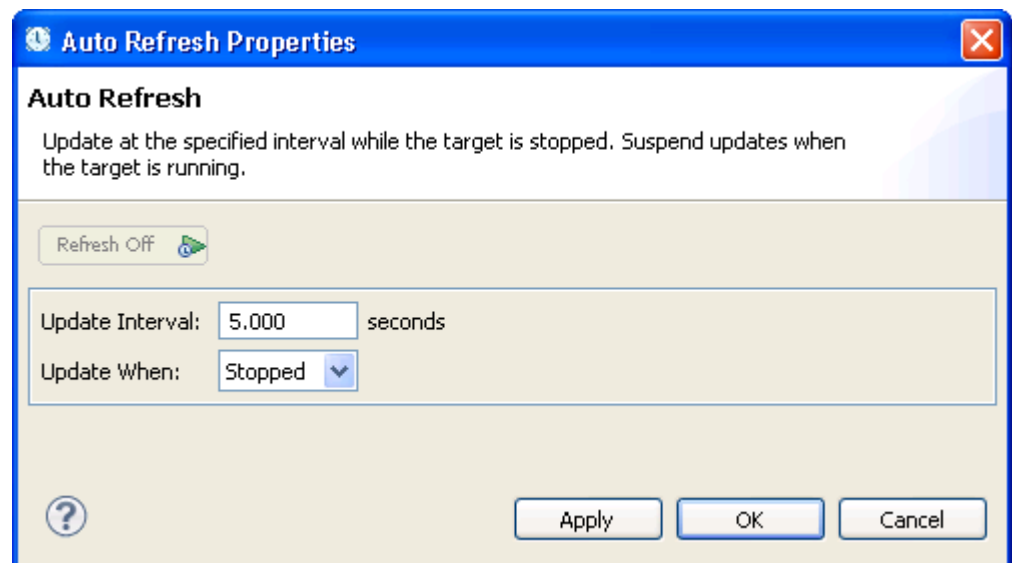 Auto Refresh Properties
Auto Refresh
Update at the specified interval while the target is stopped. Suspend updates when
the target is running.
Refresh Off
Update Interval: 5.000 seconds
Update When: Stopped
?
Apply OK Cancel